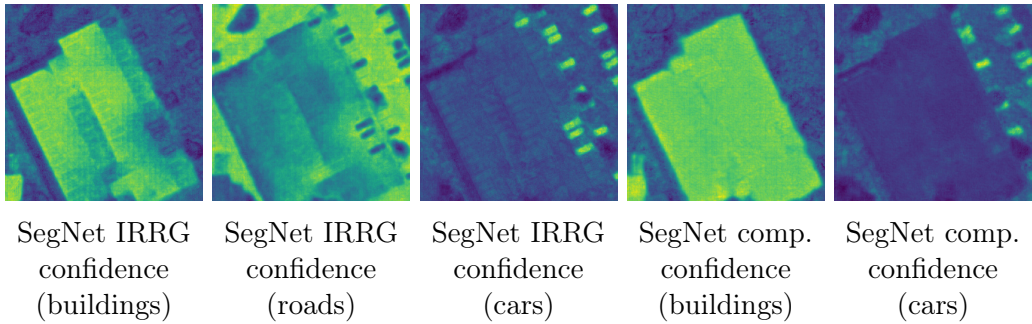 SegNet IRRG
confidence
(buildings)
SegNet IRRG
confidence
(roads)
SegNet IRRG
confidence
(cars)
SegNet comp.
confidence
(buildings)
SegNet comp.
confidence
(cars)